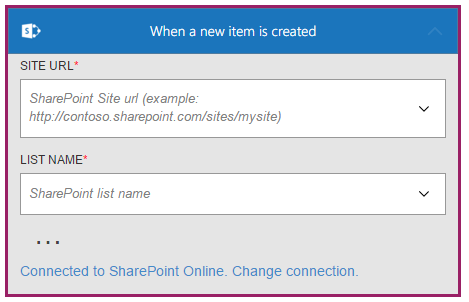 When a new item is created
SITE URL*
SharePoint Site url (example:
http://contoso.sharepoint.com/sites/mysite)
LIST NAME*
SharePoint list name
...
Connected to SharePoint Online. Change connection.